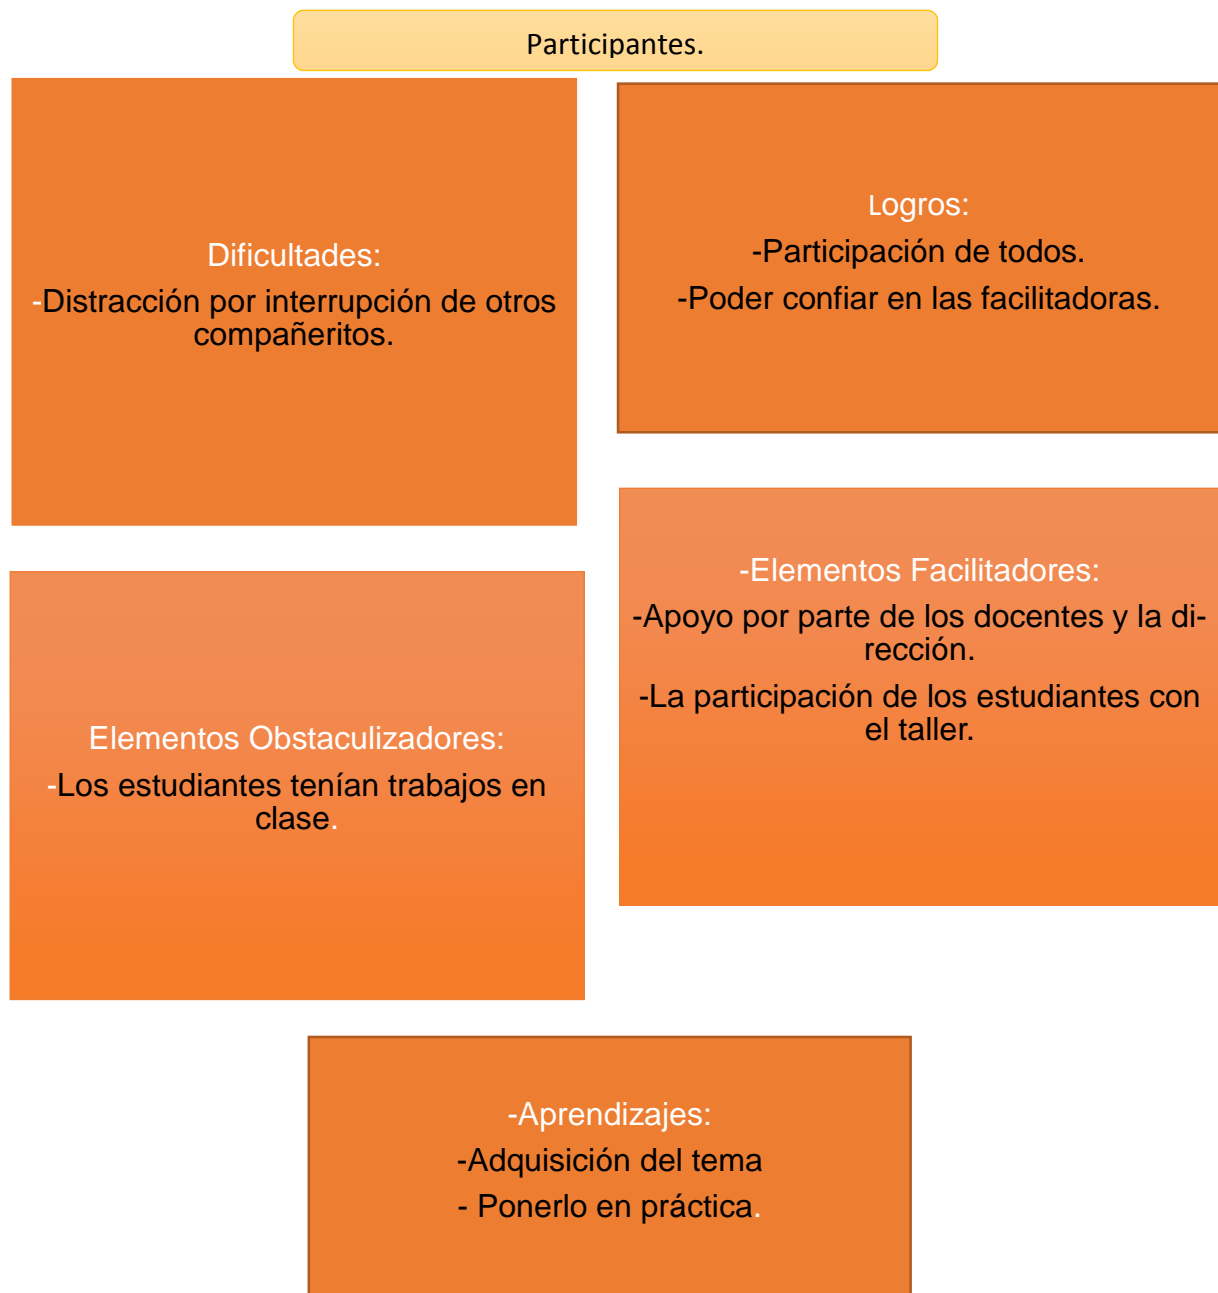 Participantes.
Dificultades:
-Distracción por interrupción de otros
compañeritos.
Logros:
-Participación de todos.
-Poder confiar en las facilitadoras.
Elementos Obstaculizadores:
-Los estudiantes tenían trabajos en
clase.
-Elementos Facilitadores:
-Apoyo por parte de los docentes y la di-
rección.
-La participación de los estudiantes con
el taller.
-Aprendizajes:
-Adquisición del tema
- Ponerlo en práctica.